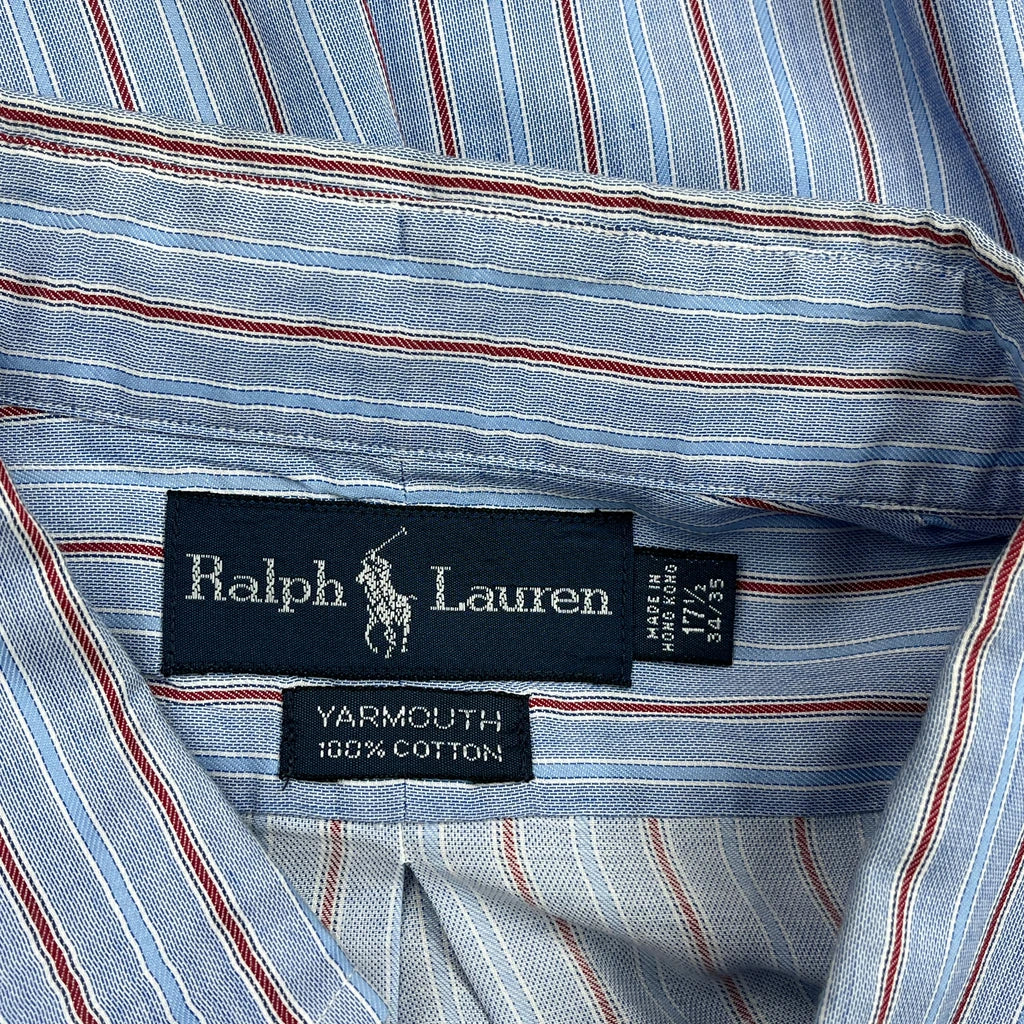 Ralph Lauren
MADE IN
HONG KONG
17½
34/35
YARMOUTH
100% COTTON